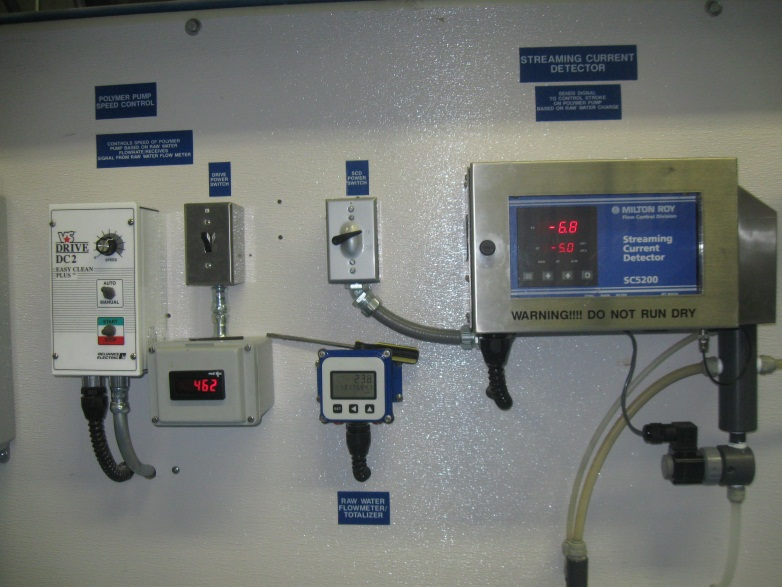 POLYMER PUMP
SPEED CONTROL
CONTROLS SPEED OF POLYMER
PUMP BASED ON RAW WATER
FLOWRATE/RECEIVES
SIGNAL FROM RAW WATER FLOW METER
DRIVE
POWER
SWITCH
SCD
POWER
SWITCH
STREAMING CURRENT
DETECTOR
SENDS SIGNAL
TO CONTROL STROKE
ON POLYMER PUMP
BASED ON RAW WATER CHARGE
VS
DRIVE
DC2
EASY CLEAN
PLUS
SPEED
AUTO
MANUAL
START
RELIANCE
ELECTRIC
462
238
MILTON ROY
Flow Control Division
Streaming
Current
Detector
SC5200
-6.8
-5.0
WARNING!!!! DO NOT RUN DRY
RAW WATER
FLOWMETER/
TOTALIZER